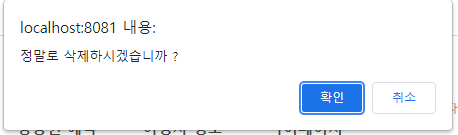 localhost:8081 내용:
정말로 삭제하시겠습니까 ?
확인 취소